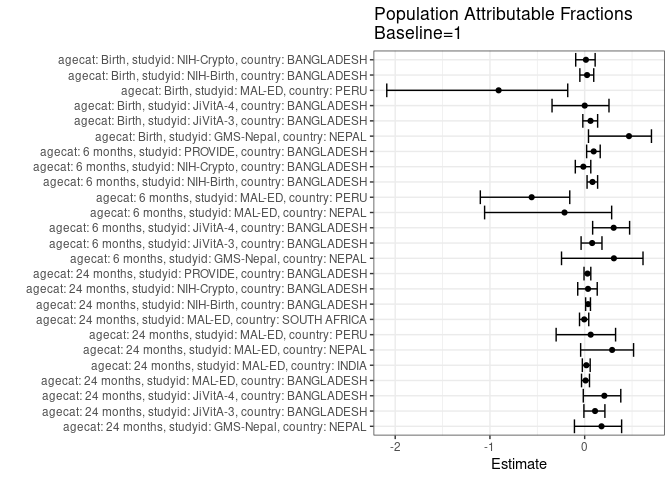 Population Attributable Fractions
Baseline=1
agecat: Birth, studyid: NIH-Crypto, country: BANGLADESH
agecat: Birth, studyid: NIH-Birth, country: BANGLADESH
agecat: Birth, studyid: MAL-ED, country: PERU
agecat: Birth, studyid: JiVitA-4, country: BANGLADESH
agecat: Birth, studyid: JiVitA-3, country: BANGLADESH
agecat: Birth, studyid: GMS-Nepal, country: NEPAL
agecat: 6 months, studyid: PROVIDE, country: BANGLADESH
agecat: 6 months, studyid: NIH-Crypto, country: BANGLADESH
agecat: 6 months, studyid: NIH-Birth, country: BANGLADESH
agecat: 6 months, studyid: MAL-ED, country: PERU
agecat: 6 months, studyid: MAL-ED, country: NEPAL
agecat: 6 months, studyid: JiVitA-4, country: BANGLADESH
agecat: 6 months, studyid: JiVitA-3, country: BANGLADESH
agecat: 6 months, studyid: GMS-Nepal, country: NEPAL
agecat: 24 months, studyid: PROVIDE, country: BANGLADESH
agecat: 24 months, studyid: NIH-Crypto, country: BANGLADESH
agecat: 24 months, studyid: NIH-Birth, country: BANGLADESH
agecat: 24 months, studyid: MAL-ED, country: SOUTH AFRICA
agecat: 24 months, studyid: MAL-ED, country: PERU
agecat: 24 months, studyid: MAL-ED, country: NEPAL
agecat: 24 months, studyid: MAL-ED, country: INDIA
agecat: 24 months, studyid: MAL-ED, country: BANGLADESH
agecat: 24 months, studyid: JiVitA-4, country: BANGLADESH
agecat: 24 months, studyid: JiVitA-3, country: BANGLADESH
agecat: 24 months, studyid: GMS-Nepal, country: NEPAL
-2 -1 0
Estimate